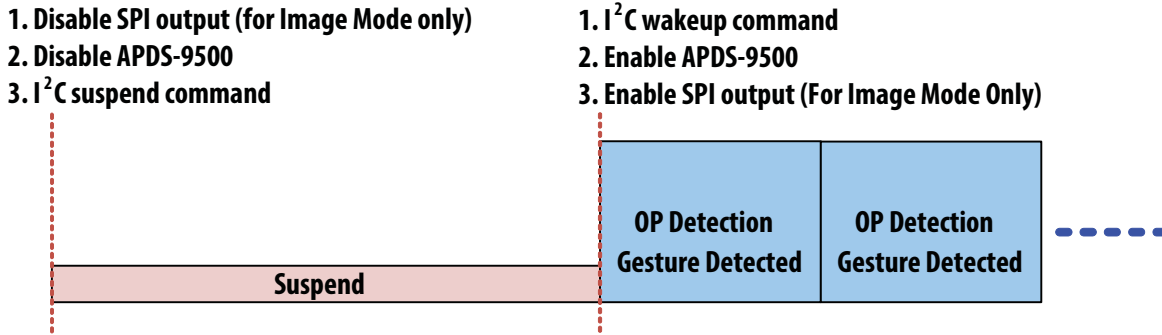 1. Disable SPI output (for Image Mode only)
2. Disable APDS-9500
3. I²C suspend command
1. I²C wakeup command
2. Enable APDS-9500
3. Enable SPI output (For Image Mode Only)
Suspend
OP Detection
Gesture Detected
OP Detection
Gesture Detected